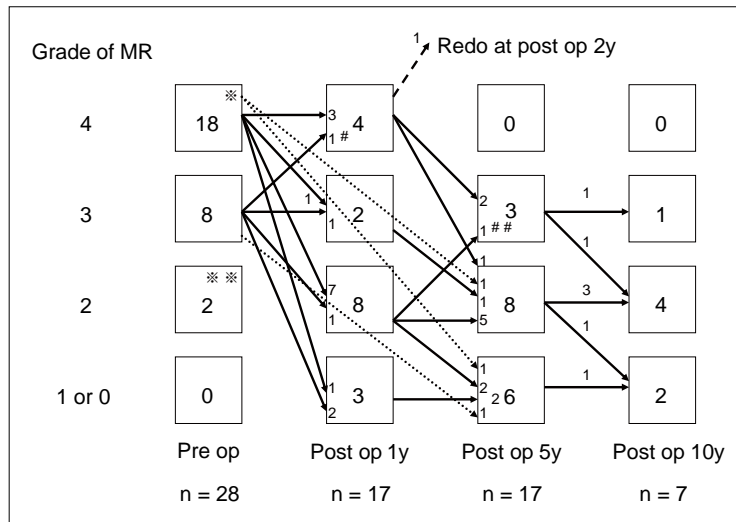 1 Redo at post op 2y
Grade of MR
※
4 18 3 4 0 0
1 #
3 8 1 2 2 3 1 1
1 1 # # 1
※ ※ 1
2 2 7 8 1 8 3 4
1 1
5 1
1 or 0 0 1 3 1 6 1 2
2 2 2
1
Pre op Post op 1y Post op 5y Post op 10y
n = 28 n = 17 n = 17 n = 7